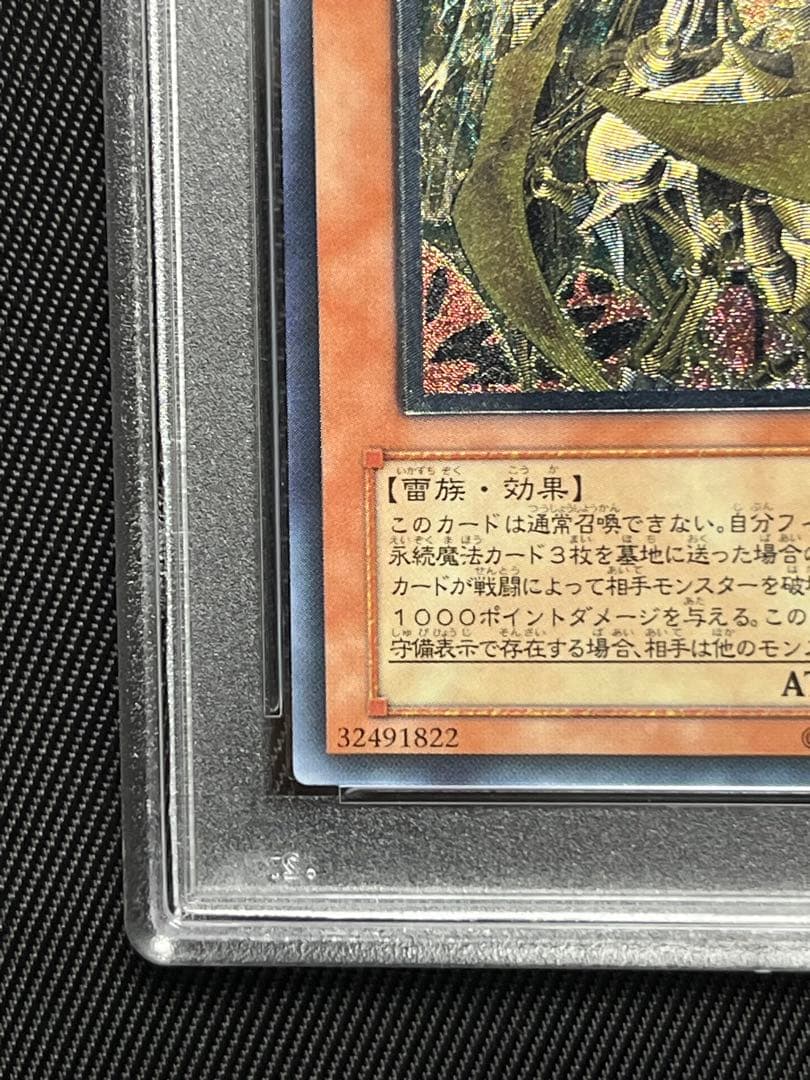 【雷族・効果】
このカードは通常召喚できない。自分フィ
永続魔法カード3枚を墓地に送った場合の
カードが戦闘によって相手モンスターを破
1000ポイントダメージを与える。この
守備表示で存在する場合、相手は他のモン
AT
32491822
©